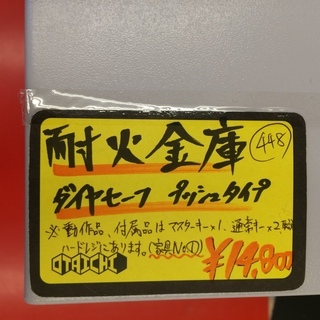 耐火金庫 448
ダイヤセーフ プッシュタイプ
※動作品、付属品はマスターキー×1、通常キー×2、
ハードレジにあります。(家具No.D)
OTAICHI ¥14,800